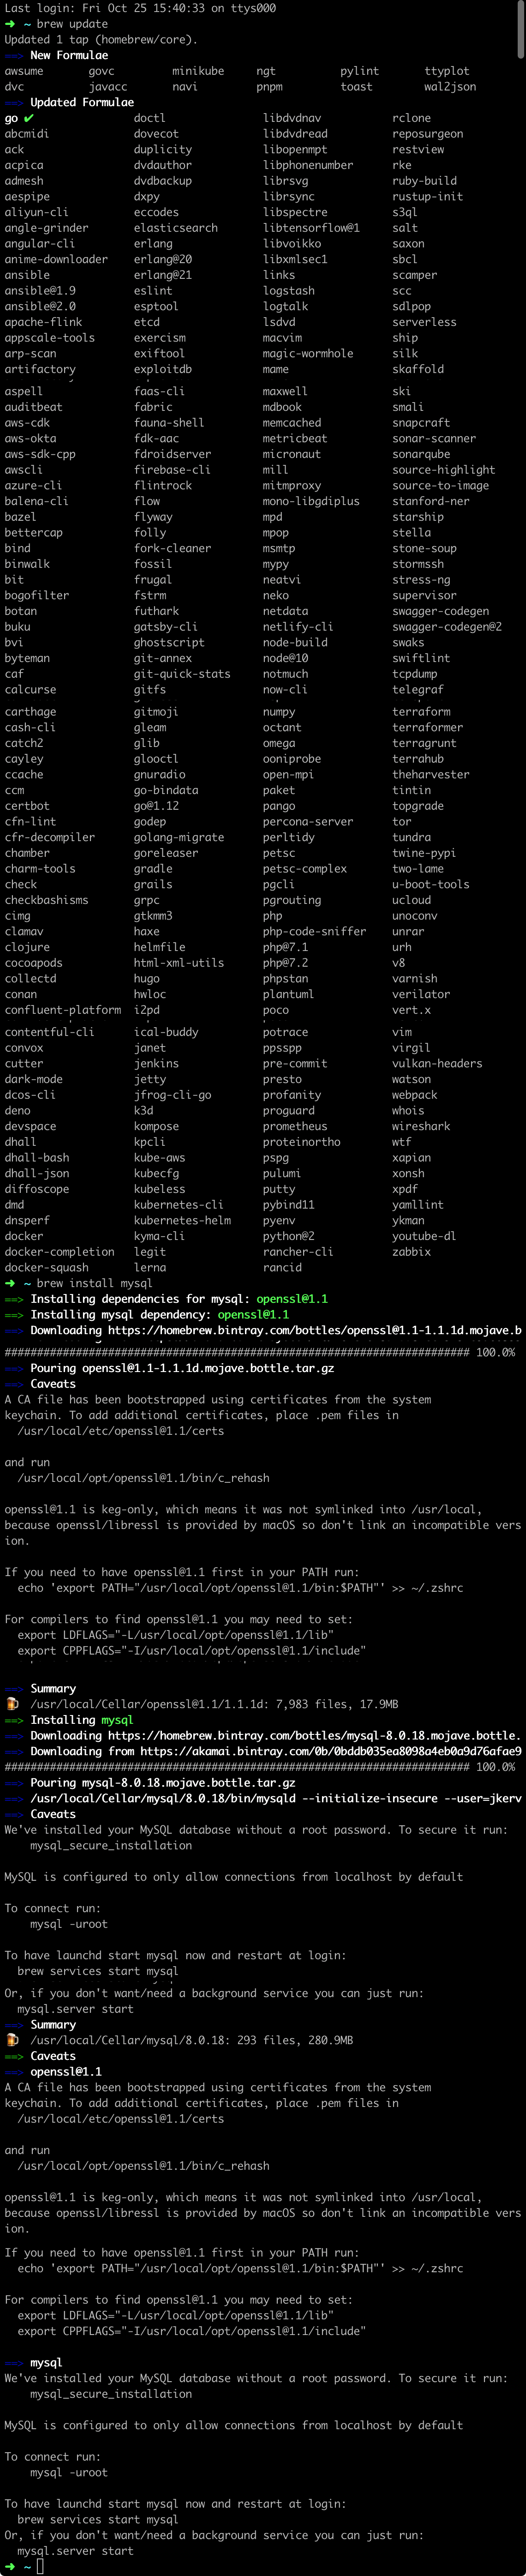 Last login: Fri Oct 25 15:40:33 on ttys000
➜ ~ brew update
Updated 1 tap (homebrew/core).
==> New Formulae
awsume govc minikube ngt pylint ttyplot
dvc javacc navi pnpm toast wal2json
==> Updated Formulae
go ✔ doctl libdvdnav rclone
abcmidi dovecot libdvdread reposurgeon
ack duplicity libopenmpt restview
acpica dvdauthor libphonenumber rke
admesh dvdbackup librsvg ruby-build
aespipe dxpy librsync rustup-init
aliyun-cli eccodes libspectre s3ql
angle-grinder elasticsearch libtensorflow@1 salt
angular-cli erlang libvoikko saxon
anime-downloader erlang@20 libxmlsec1 sbcl
ansible erlang@21 links scamper
ansible@1.9 eslint logstash scc
ansible@2.0 esptool logtalk sdlpop
apache-flink etcd lsdvd serverless
appscale-tools exercism macvim ship
arp-scan exiftool magic-wormhole silk
artifactory exploitdb mame skaffold
aspell faas-cli maxwell ski
auditbeat fabric mdbook smali
aws-cdk fauna-shell memcached snapcraft
aws-okta fdk-aac metricbeat sonar-scanner
aws-sdk-cpp fdroidserver micronaut sonarqube
awscli firebase-cli mill source-highlight
azure-cli flintrock mitmproxy source-to-image
balena-cli flow mono-libgdiplus stanford-ner
bazel flyway mpd starship
bettercap folly mpop stella
bind fork-cleaner msmtp stone-soup
binwalk fossil mypy stormssh
bit frugal neatvi stress-ng
bogofilter fstrm neko supervisor
botan futhark netdata swagger-codegen
buku gatsby-cli netlify-cli swagger-codegen@2
bvi ghostscript node-build swaks
byteman git-annex node@10 swiftlint
caf git-quick-stats notmuch tcpdump
calcurse gitfs now-cli telegraf
carthage gitmoji numpy terraform
cash-cli gleam octant terraformer
catch2 glib omega terragrunt
cayley glooctl ooniprobe terrahub
ccache gnuradio open-mpi theharvester
ccm go-bindata paket tintin
certbot go@1.12 pango topgrade
cfn-lint godep percona-server tor
cfr-decompiler golang-migrate perltidy tundra
chamber goreleaser petsc twine-pypi
charm-tools gradle petsc-complex two-lame
check grails pgcli u-boot-tools
checkbashisms grpc pgrouting ucloud
cimg gtkmm3 php unoconv
clamav haxe php-code-sniffer unrar
clojure helmfile php@7.1 urh
cocoapods html-xml-utils php@7.2 v8
collectd hugo phpstan varnish
conan hwloc plantuml verilator
confluent-platform i2pd poco vert.x
contentful-cli ical-buddy potrace vim
convox janet ppsspp virgil
cutter jenkins pre-commit vulkan-headers
dark-mode jetty presto watson
dcos-cli jfrog-cli-go profanity webpack
deno k3d proguard whois
devspace kompose prometheus wireshark
dhall kpcli proteinortho wtf
dhall-bash kube-aws pspg xapian
dhall-json kubecfg pulumi xonsh
diffoscope kubeless putty xpdf
dmd kubernetes-cli pybind11 yamllint
dnsperf kubernetes-helm pyenv ykman
docker kyma-cli python@2 youtube-dl
docker-completion legit rancher-cli zabbix
docker-squash lerna rancid
➜ ~ brew install mysql
==> Installing dependencies for mysql: openssl@1.1
==> Installing mysql dependency: openssl@1.1
==> Downloading https://homebrew.bintray.com/bottles/openssl@1.1-1.1.1d.mojave.b
######################################################################## 100.0%
==> Pouring openssl@1.1-1.1.1d.mojave.bottle.tar.gz
==> Caveats
A CA file has been bootstrapped using certificates from the system
keychain. To add additional certificates, place .pem files in
/usr/local/etc/openssl@1.1/certs
and run
/usr/local/opt/openssl@1.1/bin/c_rehash
openssl@1.1 is keg-only, which means it was not symlinked into /usr/local,
because openssl/libressl is provided by macOS so don't link an incompatible vers
ion.
If you need to have openssl@1.1 first in your PATH run:
echo 'export PATH="/usr/local/opt/openssl@1.1/bin:$PATH"' >> ~/.zshrc
For compilers to find openssl@1.1 you may need to set:
export LDFLAGS="-L/usr/local/opt/openssl@1.1/lib"
export CPPFLAGS="-I/usr/local/opt/openssl@1.1/include"
==> Summary
🍺 /usr/local/Cellar/openssl@1.1/1.1.1d: 7,983 files, 17.9MB
==> Installing mysql
==> Downloading https://homebrew.bintray.com/bottles/mysql-8.0.18.mojave.bottle.
==> Downloading from https://akamai.bintray.com/0b/0bddb035ea8098a4eb0a9d76afae9
######################################################################## 100.0%
==> Pouring mysql-8.0.18.mojave.bottle.tar.gz
==> /usr/local/Cellar/mysql/8.0.18/bin/mysqld --initialize-insecure --user=jkerv
==> Caveats
We've installed your MySQL database without a root password. To secure it run:
mysql_secure_installation
MySQL is configured to only allow connections from localhost by default
To connect run:
mysql -uroot
To have launchd start mysql now and restart at login:
brew services start mysql
Or, if you don't want/need a background service you can just run:
mysql.server start
==> Summary
🍺 /usr/local/Cellar/mysql/8.0.18: 293 files, 280.9MB
==> Caveats
==> openssl@1.1
A CA file has been bootstrapped using certificates from the system
keychain. To add additional certificates, place .pem files in
/usr/local/etc/openssl@1.1/certs
and run
/usr/local/opt/openssl@1.1/bin/c_rehash
openssl@1.1 is keg-only, which means it was not symlinked into /usr/local,
because openssl/libressl is provided by macOS so don't link an incompatible vers
ion.
If you need to have openssl@1.1 first in your PATH run:
echo 'export PATH="/usr/local/opt/openssl@1.1/bin:$PATH"' >> ~/.zshrc
For compilers to find openssl@1.1 you may need to set:
export LDFLAGS="-L/usr/local/opt/openssl@1.1/lib"
export CPPFLAGS="-I/usr/local/opt/openssl@1.1/include"
==> mysql
We've installed your MySQL database without a root password. To secure it run:
mysql_secure_installation
MySQL is configured to only allow connections from localhost by default
To connect run:
mysql -uroot
To have launchd start mysql now and restart at login:
brew services start mysql
Or, if you don't want/need a background service you can just run:
mysql.server start
➜ ~